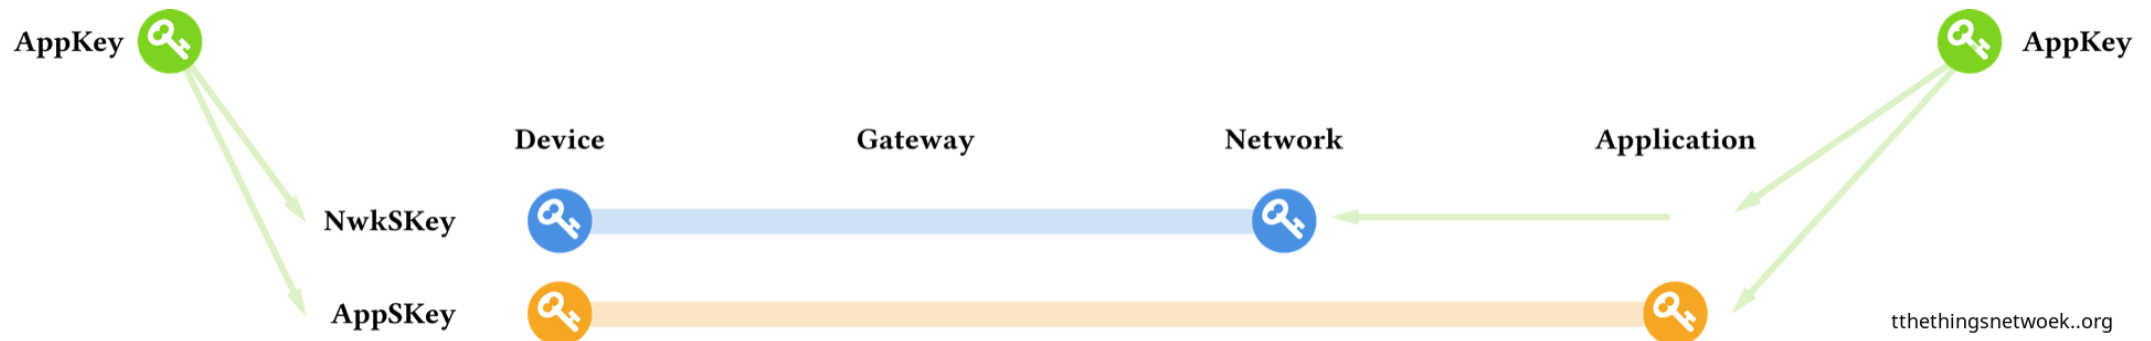 AppKey
AppKey
Device Gateway Network Application
NwkSKey
AppSKey
tthethingsnetwoek..org